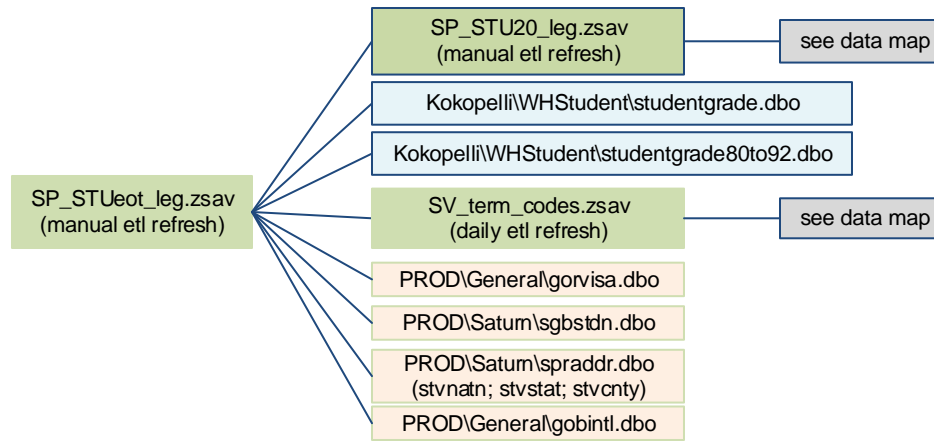 SP_STU20_leg.zsav
(manual etl refresh)
see data map
Kokopelli\WHStudent\studentgrade.dbo
Kokopelli\WHStudent\studentgrade80to92.dbo
SP_STUeot_leg.zsav
(manual etl refresh)
SV_term_codes.zsav
(daily etl refresh)
see data map
PROD\General\gorvisa.dbo
PROD\Saturn\sgbstdn.dbo
PROD\Saturn\spraddr.dbo
(stvnatn; stvstat; stvcnty)
PROD\General\gobintl.dbo